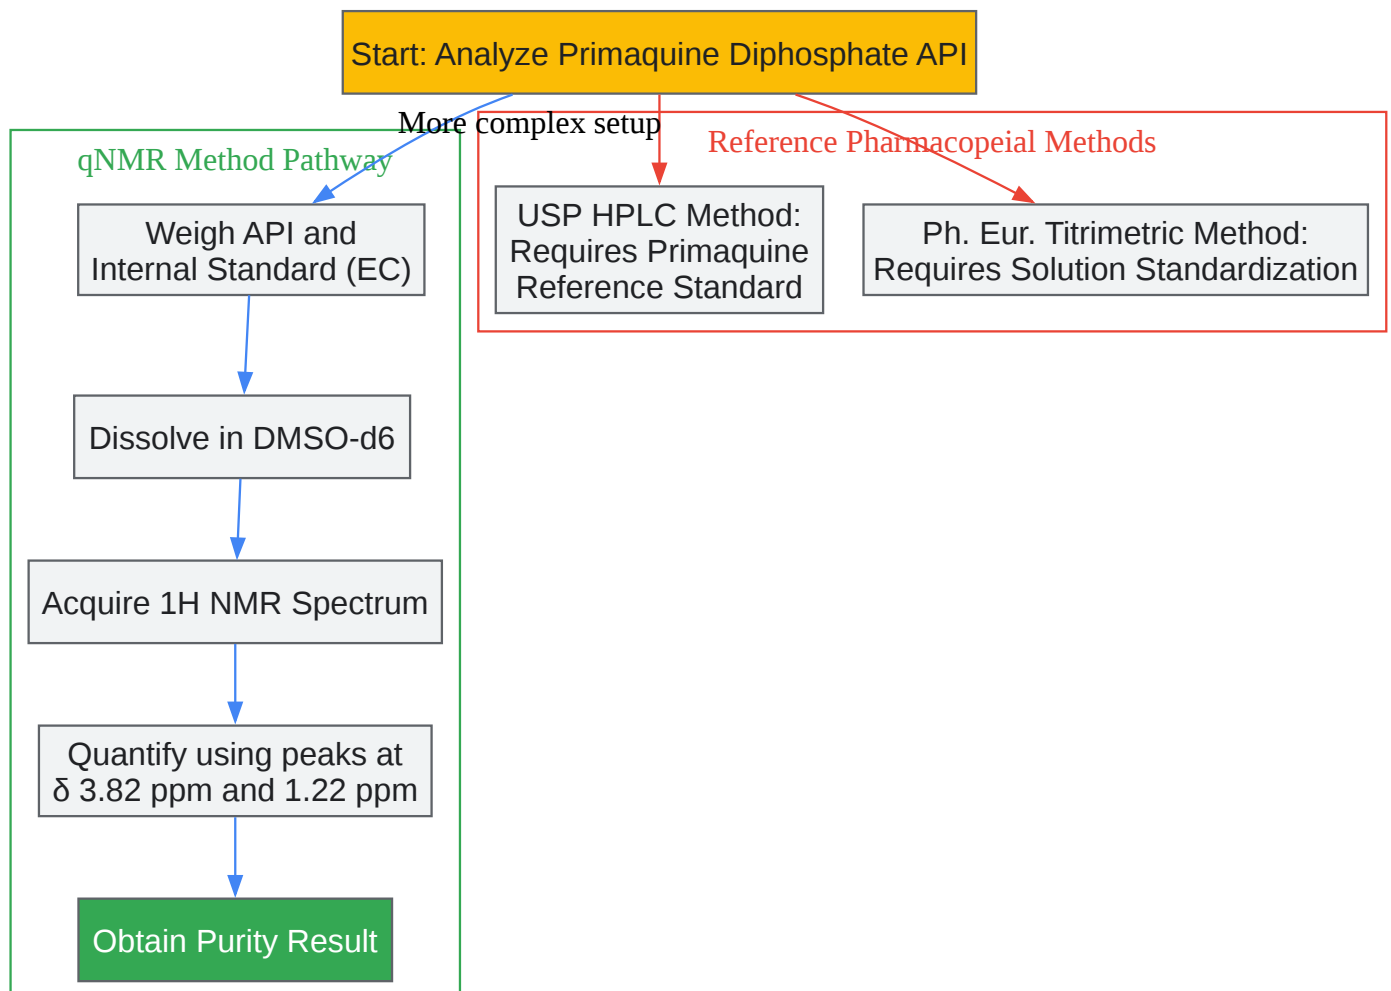 Start: Analyze Primaquine Diphosphate API
More complex setup
qNMR Method Pathway
Reference Pharmacopeial Methods
Weigh API and
Internal Standard (EC)
USP HPLC Method:
Requires Primaquine
Reference Standard
Ph. Eur. Titrimetric Method:
Requires Solution Standardization
Dissolve in DMSO-d6
Acquire 1H NMR Spectrum
Quantify using peaks at
δ 3.82 ppm and 1.22 ppm
Obtain Purity Result